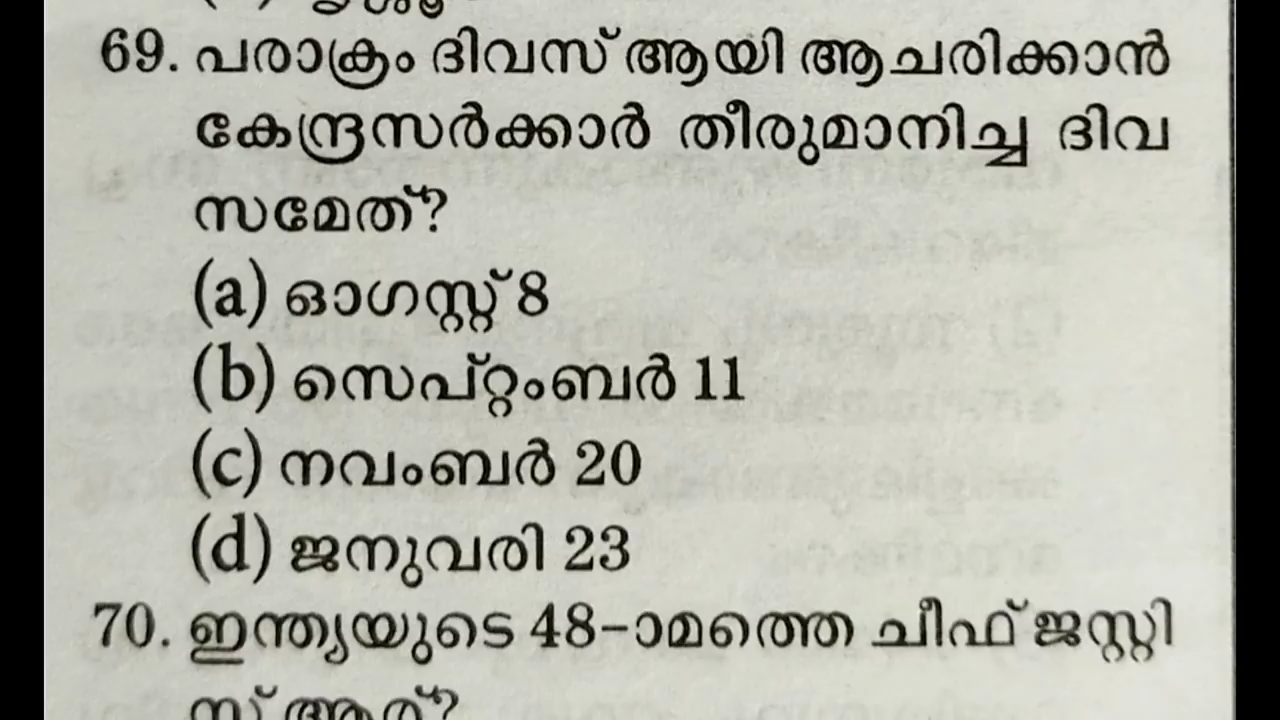 69. പരാക്രം ദിവസ് ആയി ആചരിക്കാൻ
കേന്ദ്രസർക്കാർ തീരുമാനിച്ച ദിവ
സമേത്?
(a) ഓഗസ്റ്റ് 8
(b) സെപ്റ്റംബർ 11
(c) നവംബർ 20
(d) ജനുവരി 23
70. ഇന്ത്യയുടെ 48-ാമത്തെ ചീഫ് ജസ്റ്റി
സ് ആര്?